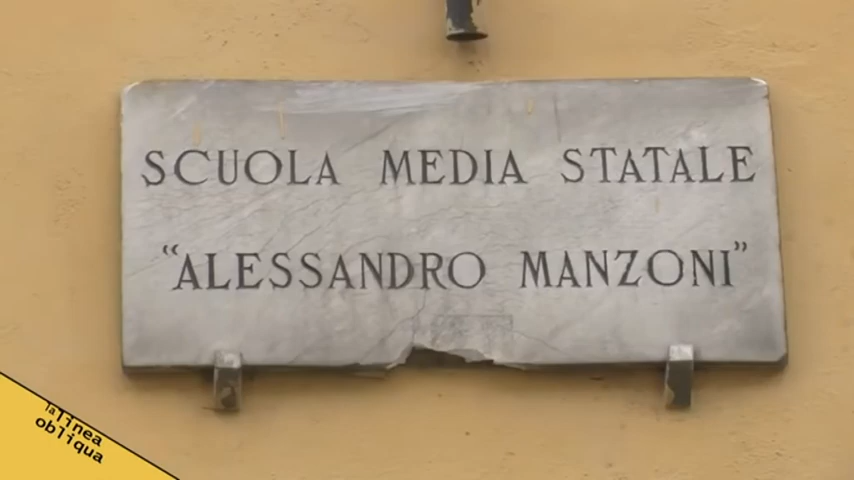 SCUOLA MEDIA STATALE
"ALESSANDRO MANZONI"
la linea
obliqua